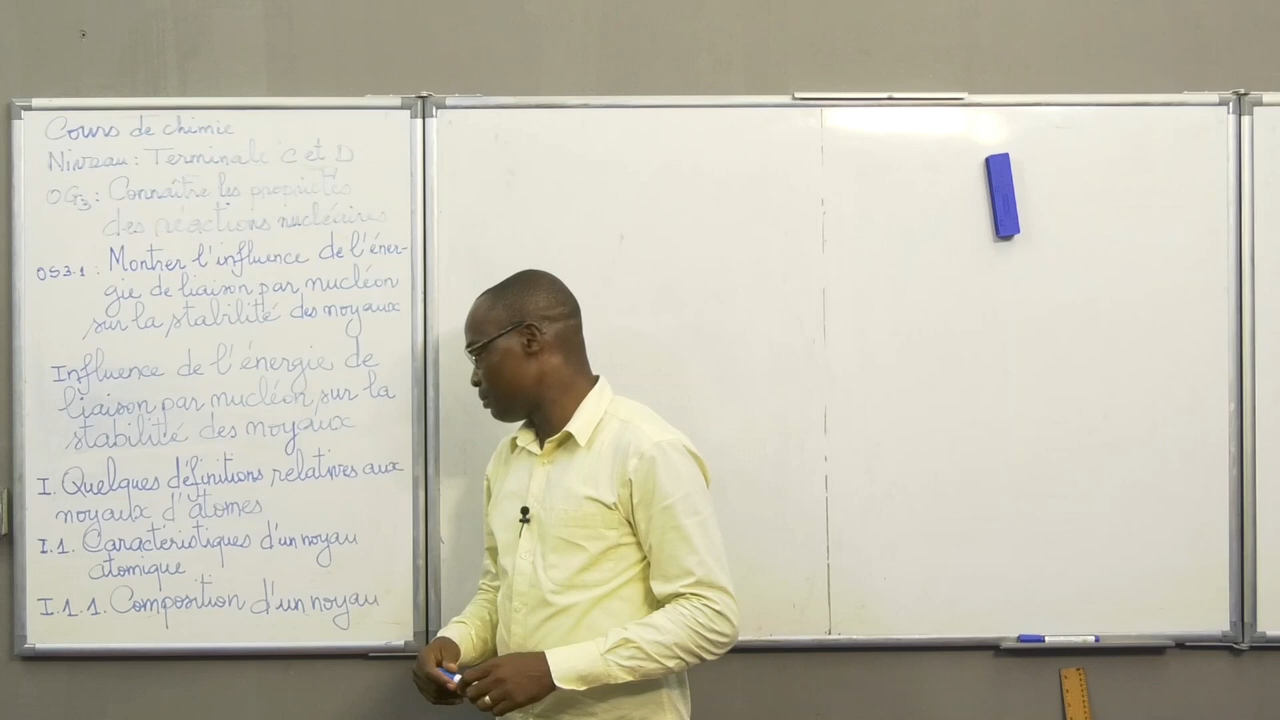 Cours de chimie
Niveau : Terminale C et D
OG3 : Connaître les propriétés
des réactions nucléaires
OS3.1 : Montrer l'influence de l'éner-
gie de liaison par nucléon
sur la stabilité des noyaux
Influence de l'énergie de
liaison par nucléon sur la
stabilité des noyaux
I. Quelques définitions relatives aux
noyaux d'atomes
I.1. Caractéristiques d'un noyau
atomique
I.1.1. Composition d'un noyau